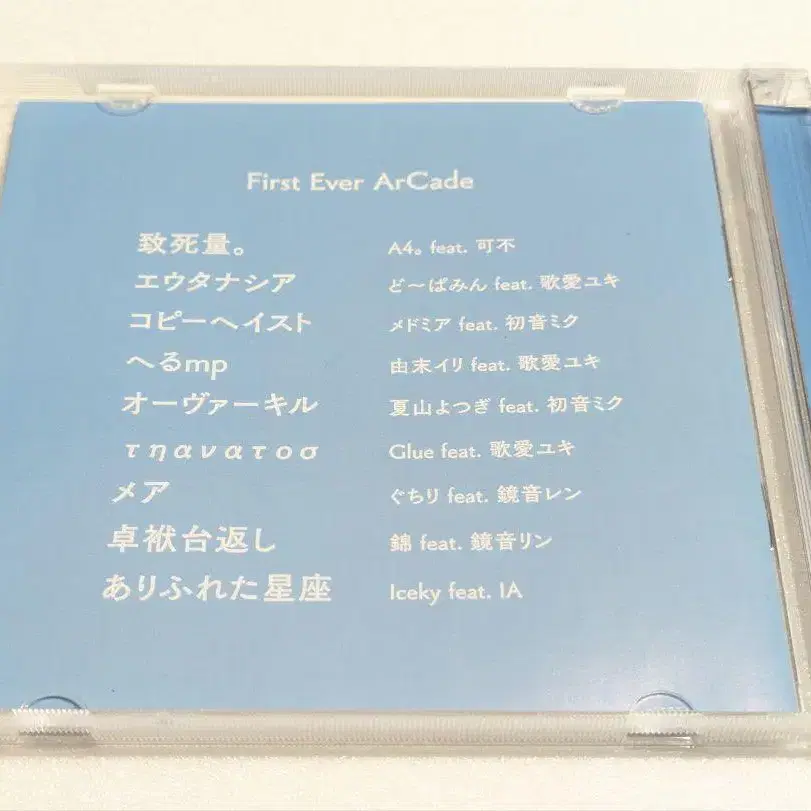 First Ever ArCade
致死量。 A4。 feat. 可不
エウタナシア ど〜ぱみん feat. 歌愛ユキ
コピーヘイスト メドミア feat. 初音ミク
へるmp 由末イリ feat. 歌愛ユキ
オーヴァーキル 夏山よつぎ feat. 初音ミク
τηανατοσ Glue feat. 歌愛ユキ
メア ぐちり feat. 鏡音レン
卓袱台返し 錦 feat. 鏡音リン
ありふれた星座 Iceky feat. IA